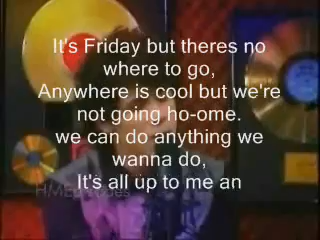 It's Friday but theres no
where to go,
Anywhere is cool but we're
not going ho-ome.
we can do anything we
wanna do,
It's all up to me an